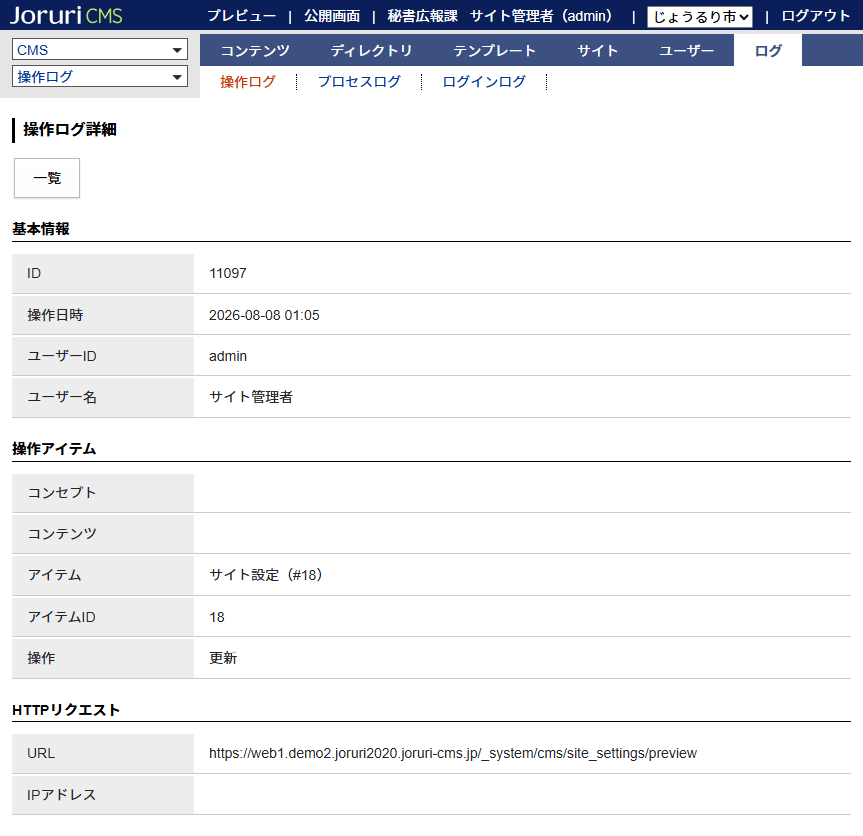 Joruri CMS プレビュー | 公開画面 | 秘書広報課 サイト管理者（admin） | じょうるり市 | ログアウト
CMS コンテンツ ディレクトリ テンプレート サイト ユーザー ログ
操作ログ 操作ログ プロセスログ ログインログ
操作ログ詳細
一覧
基本情報
ID 11097
操作日時 2026-08-08 01:05
ユーザーID admin
ユーザー名 サイト管理者
操作アイテム
コンセプト
コンテンツ
アイテム サイト設定（#18）
アイテムID 18
操作 更新
HTTPリクエスト
URL https://web1.demo2.joruri2020.joruri-cms.jp/_system/cms/site_settings/preview
IPアドレス